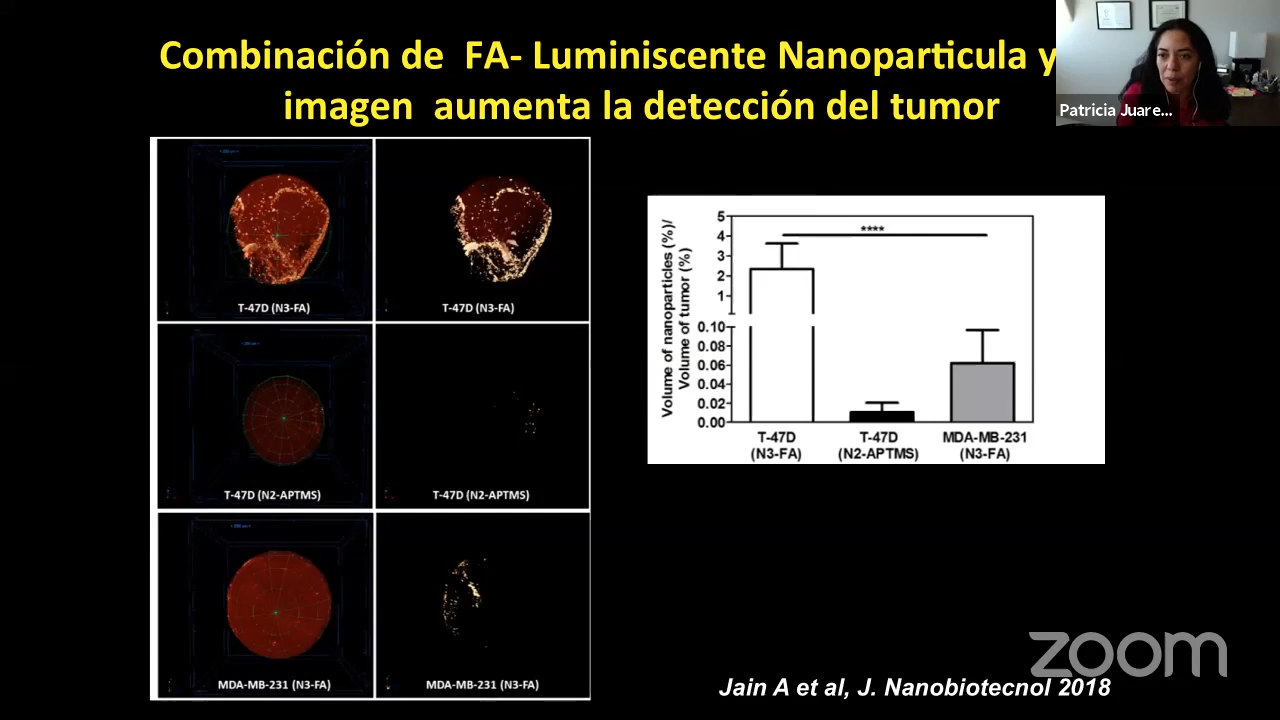 Combinación de FA- Luminiscente Nanoparticula y
imagen aumenta la detección del tumor
Patricia Juare...
T-47D (N3-FA)
T-47D (N3-FA)
T-47D (N2-APTMS)
T-47D (N2-APTMS)
MDA-MB-231 (N3-FA)
MDA-MB-231 (N3-FA)
Volume of nanoparticles (%)/
Volume of tumor (%)
5
4
3
2
1
0.10
0.08
0.06
0.04
0.02
0.00
****
T-47D
(N3-FA)
T-47D
(N2-APTMS)
MDA-MB-231
(N3-FA)
zoom
Jain A et al, J. Nanobiotecnol 2018